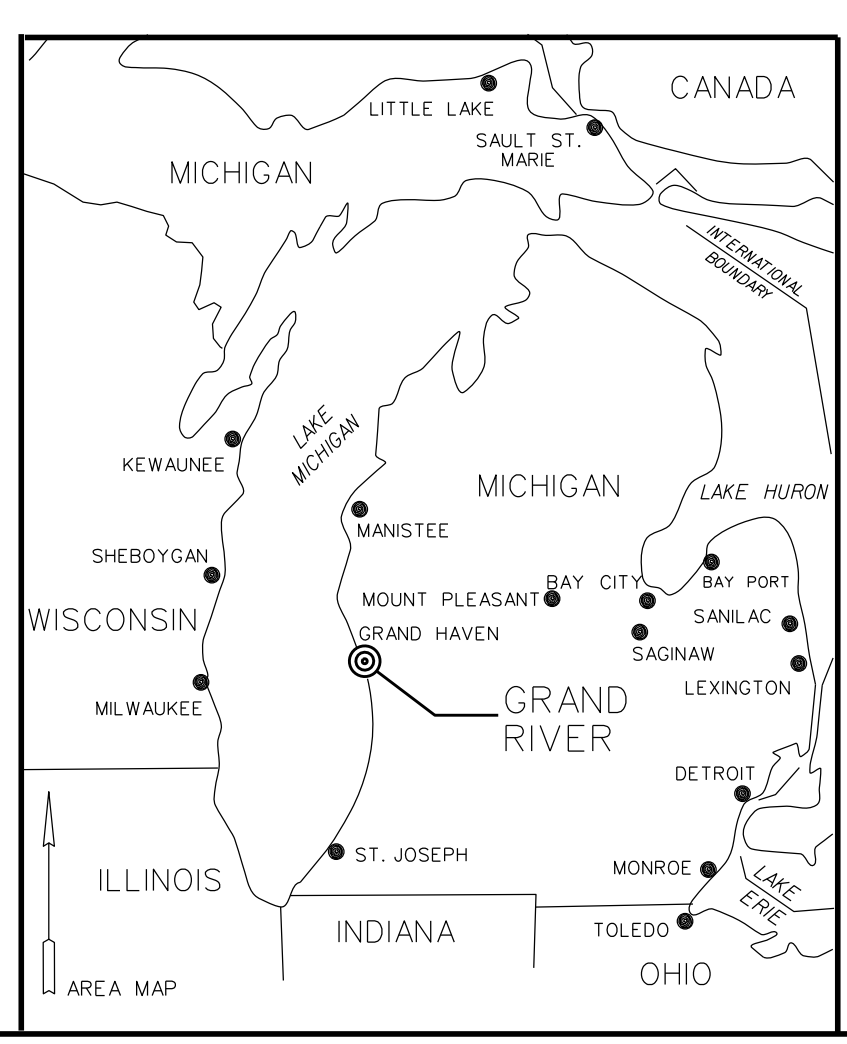 CANADA
LITTLE LAKE
SAULT ST.
MARIE
MICHIGAN
INTERNATIONAL
BOUNDARY
LAKE
MICHIGAN
KEWAUNEE
MICHIGAN
LAKE HURON
MANISTEE
SHEBOYGAN
BAY CITY
BAY PORT
MOUNT PLEASANT
WISCONSIN
SANILAC
GRAND HAVEN
SAGINAW
LEXINGTON
GRAND
RIVER
MILWAUKEE
DETROIT
ST. JOSEPH
MONROE
LAKE
ERIE
ILLINOIS
INDIANA
TOLEDO
OHIO
AREA MAP